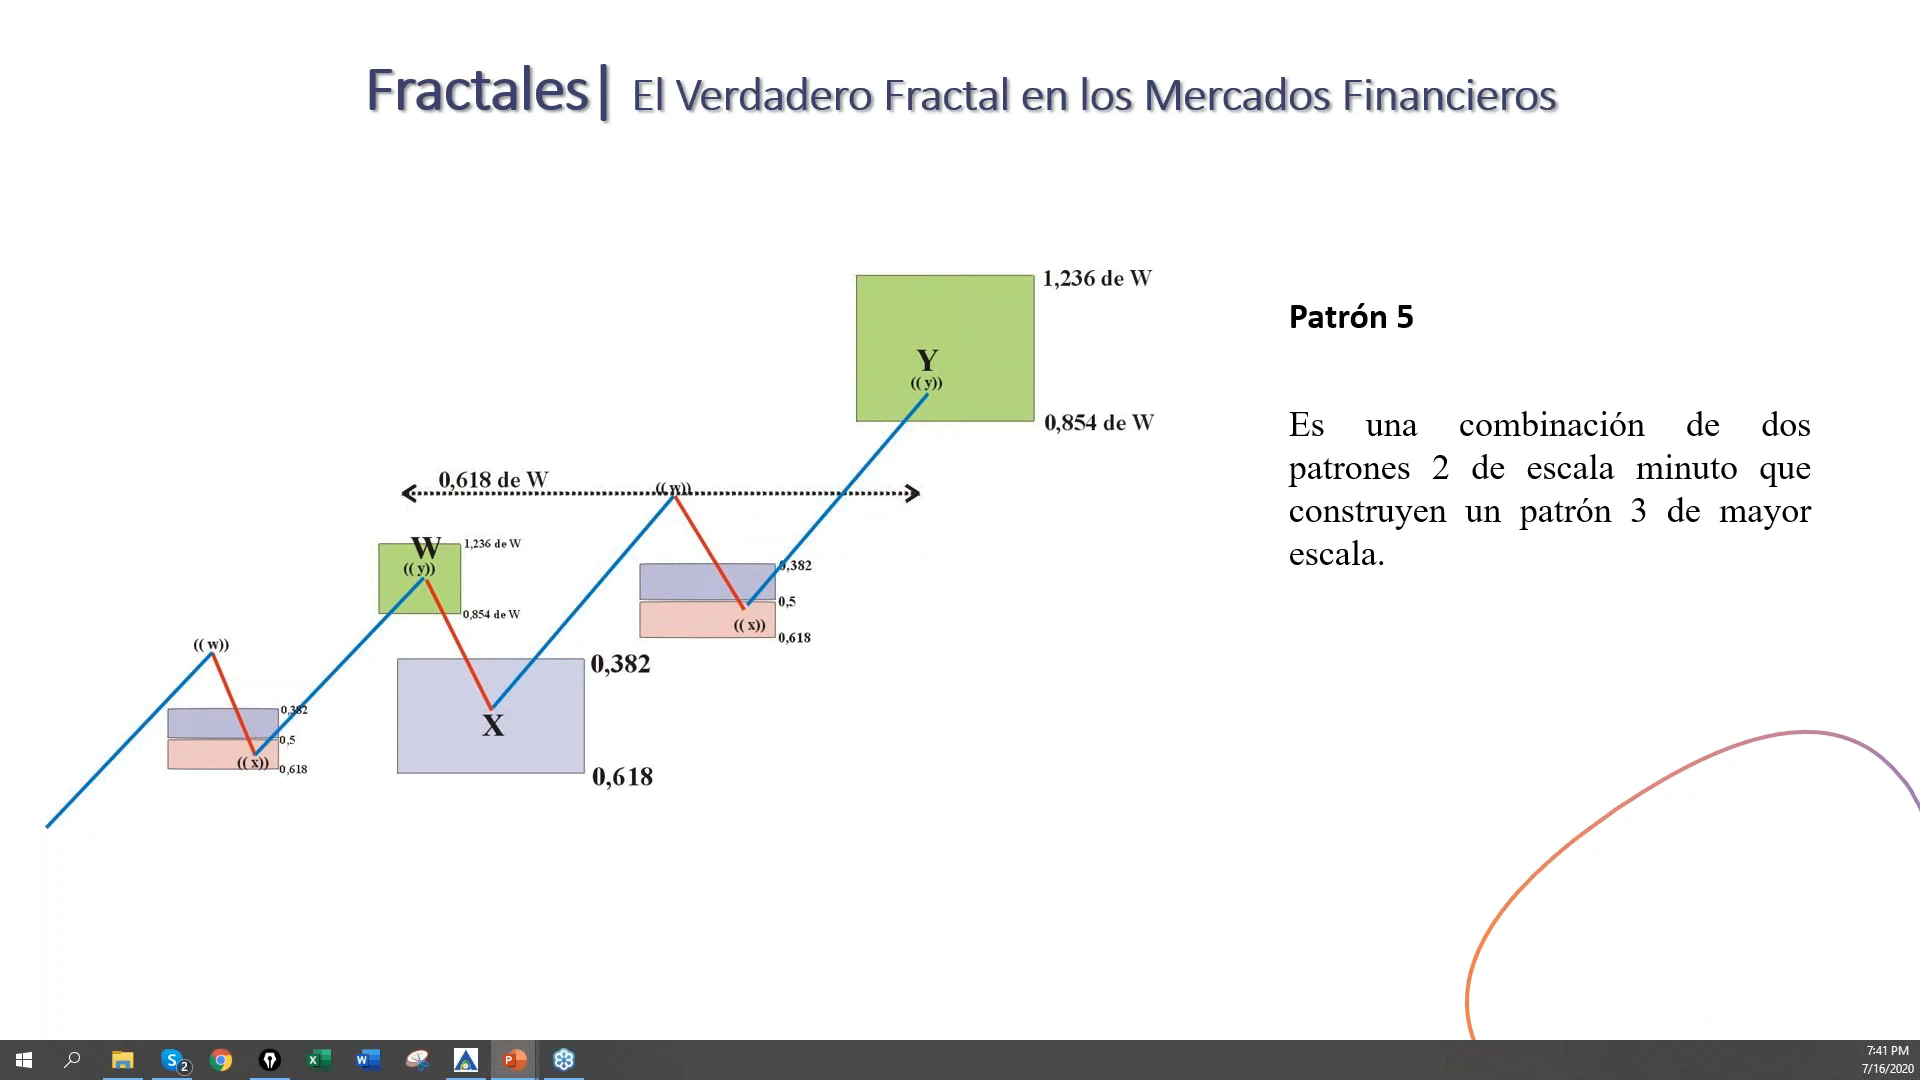 Fractales| El Verdadero Fractal en los Mercados Financieros
1,236 de W
Y
(( y))
0,854 de W
Patrón 5
Es una combinación de dos
patrones 2 de escala minuto que
construyen un patrón 3 de mayor
escala.
0,618 de W
(( w))
W
1,236 de W
(( y))
0,854 de W
0,382
0,5
(( x))
0,618
(( w))
0,382
X
0,618
0,382
0,5
(( x))
0,618
S
2
X
W
P
7:41 PM
7/16/2020